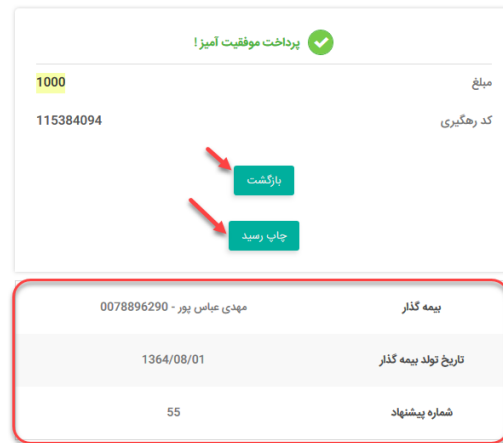 پرداخت موفقیت آمیز !
مبلغ 1000
کد رهگیری 115384094
بازگشت
چاپ رسید
بیمه گذار مهدی عباس پور - 0078896290
تاریخ تولد بیمه گذار 1364/08/01
شماره پیشنهاد 55